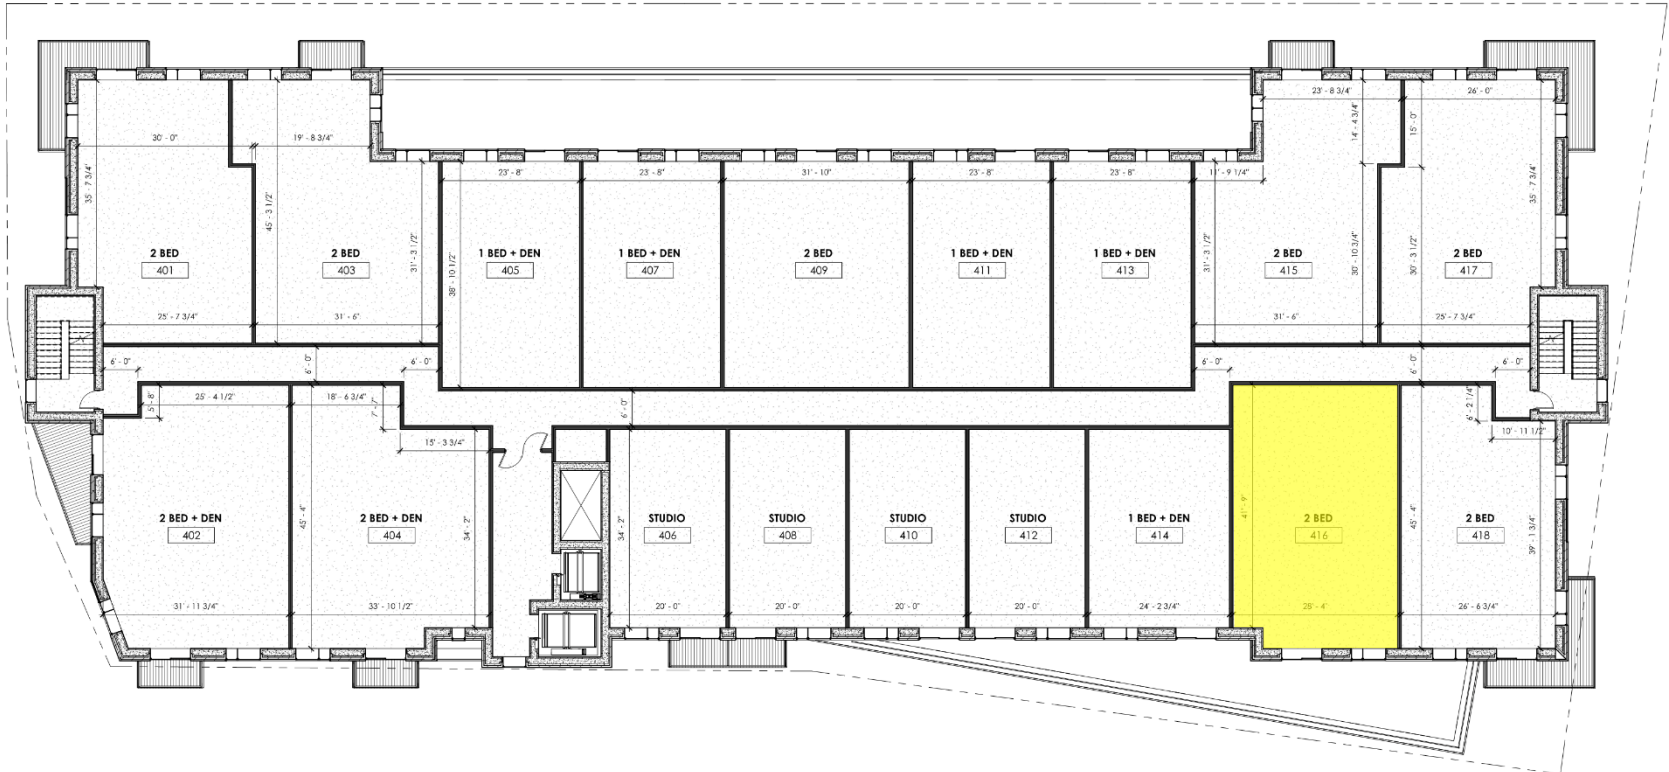 23' - 8 3/4"
26' - 0"
30' - 0"
19' - 8 3/4"
14' - 4 3/4"
15' - 0"
35' - 7 3/4"
45' - 3 1/2"
31' - 3 1/2"
38' - 10 1/2"
23' - 8"
23' - 8"
31' - 10"
23' - 8"
23' - 8"
11' - 9 1/4"
31' - 3 1/2"
30' - 10 3/4"
30' - 3 1/2"
35' - 7 3/4"
2 BED
401
2 BED
403
1 BED + DEN
405
1 BED + DEN
407
2 BED
409
1 BED + DEN
411
1 BED + DEN
413
2 BED
415
2 BED
417
25' - 7 3/4"
31' - 6"
31' - 6"
25' - 7 3/4"
6' - 0"
6' - 0"
6' - 0"
6' - 0"
6' - 0"
6' - 0"
6' - 0"
5' - 8"
25' - 4 1/2"
18' - 6 3/4"
7' - 7"
15' - 3 3/4"
6' - 2 1/4"
10' - 11 1/2"
2 BED + DEN
402
45' - 4"
2 BED + DEN
404
34' - 2"
34' - 2"
STUDIO
406
STUDIO
408
STUDIO
410
STUDIO
412
1 BED + DEN
414
41' - 9"
2 BED
416
45' - 4"
2 BED
418
39' - 1 3/4"
31' - 11 3/4"
33' - 10 1/2"
20' - 0"
20' - 0"
20' - 0"
20' - 0"
24' - 2 3/4"
28' - 4"
26' - 6 3/4"